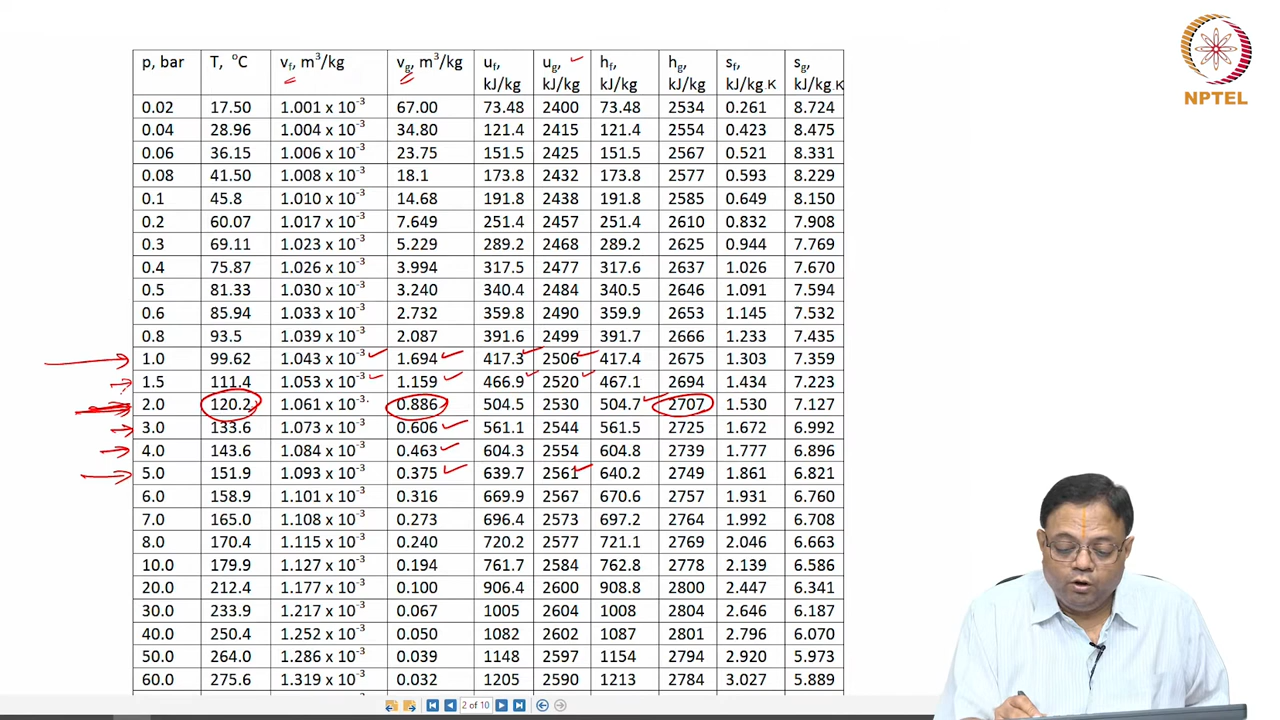 p, bar T, °C v_f, m³/kg v_g, m³/kg u_f, kJ/kg u_g, kJ/kg h_f, kJ/kg h_g, kJ/kg s_f, kJ/kg K s_g, kJ/kg K
0.02 17.50 1.001 x 10⁻³ 67.00 73.48 2400 73.48 2534 0.261 8.724
0.04 28.96 1.004 x 10⁻³ 34.80 121.4 2415 121.4 2554 0.423 8.475
0.06 36.15 1.006 x 10⁻³ 23.75 151.5 2425 151.5 2567 0.521 8.331
0.08 41.50 1.008 x 10⁻³ 18.1 173.8 2432 173.8 2577 0.593 8.229
0.1 45.8 1.010 x 10⁻³ 14.68 191.8 2438 191.8 2585 0.649 8.150
0.2 60.07 1.017 x 10⁻³ 7.649 251.4 2457 251.4 2610 0.832 7.908
0.3 69.11 1.023 x 10⁻³ 5.229 289.2 2468 289.2 2625 0.944 7.769
0.4 75.87 1.026 x 10⁻³ 3.994 317.5 2477 317.6 2637 1.026 7.670
0.5 81.33 1.030 x 10⁻³ 3.240 340.4 2484 340.5 2646 1.091 7.594
0.6 85.94 1.033 x 10⁻³ 2.732 359.8 2490 359.9 2653 1.145 7.532
0.8 93.5 1.039 x 10⁻³ 2.087 391.6 2499 391.7 2666 1.233 7.435
1.0 99.62 1.043 x 10⁻³ 1.694 417.3 2506 417.4 2675 1.303 7.359
1.5 111.4 1.053 x 10⁻³ 1.159 466.9 2520 467.1 2694 1.434 7.223
2.0 120.2 1.061 x 10⁻³ 0.886 504.5 2530 504.7 2707 1.530 7.127
3.0 133.6 1.073 x 10⁻³ 0.606 561.1 2544 561.5 2725 1.672 6.992
4.0 143.6 1.084 x 10⁻³ 0.463 604.3 2554 604.8 2739 1.777 6.896
5.0 151.9 1.093 x 10⁻³ 0.375 639.7 2561 640.2 2749 1.861 6.821
6.0 158.9 1.101 x 10⁻³ 0.316 669.9 2567 670.6 2757 1.931 6.760
7.0 165.0 1.108 x 10⁻³ 0.273 696.4 2573 697.2 2764 1.992 6.708
8.0 170.4 1.115 x 10⁻³ 0.240 720.2 2577 721.1 2769 2.046 6.663
10.0 179.9 1.127 x 10⁻³ 0.194 761.7 2584 762.8 2778 2.139 6.586
20.0 212.4 1.177 x 10⁻³ 0.100 906.4 2600 908.8 2800 2.447 6.341
30.0 233.9 1.217 x 10⁻³ 0.067 1005 2604 1008 2804 2.646 6.187
40.0 250.4 1.252 x 10⁻³ 0.050 1082 2602 1087 2801 2.796 6.070
50.0 264.0 1.286 x 10⁻³ 0.039 1148 2597 1154 2794 2.920 5.973
60.0 275.6 1.319 x 10⁻³ 0.032 1205 2590 1213 2784 3.027 5.889
2 of 10
NPTEL